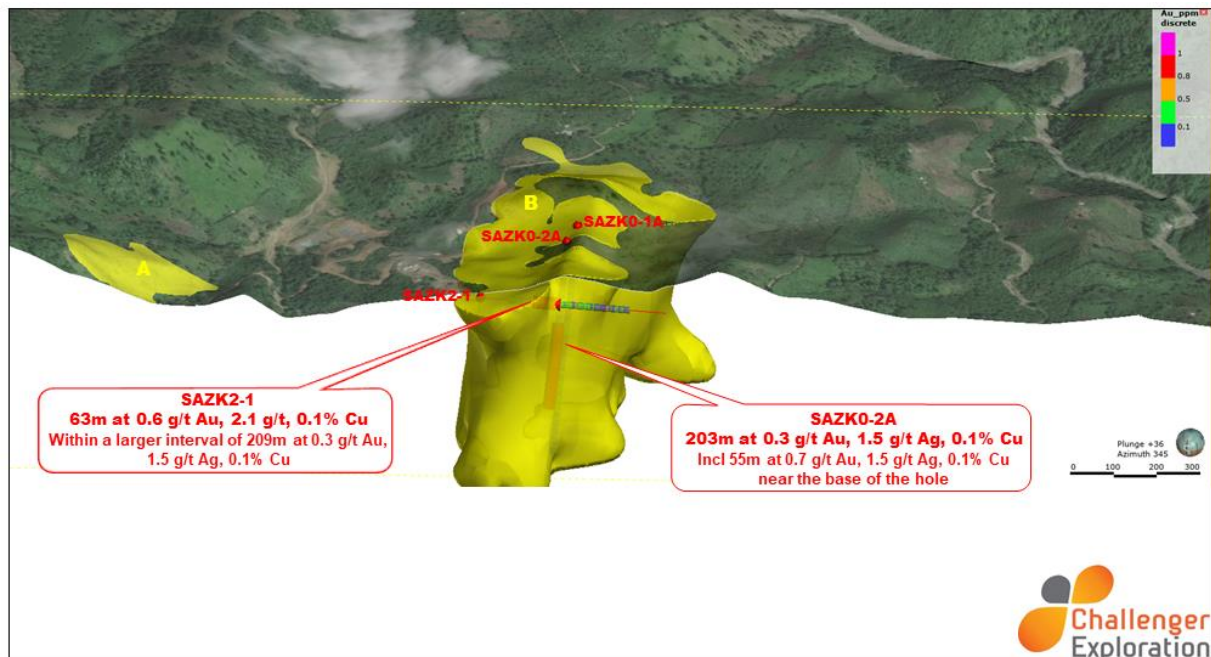 Au_ppm
discrete
1
0.8
0.5
0.1
B
SAZK0-1A
SAZK0-2A
A
SAZK2-1
SAZK2-1
63m at 0.6 g/t Au, 2.1 g/t, 0.1% Cu
Within a larger interval of 209m at 0.3 g/t Au,
1.5 g/t Ag, 0.1% Cu
SAZK0-2A
203m at 0.3 g/t Au, 1.5 g/t Ag, 0.1% Cu
Incl 55m at 0.7 g/t Au, 1.5 g/t Ag, 0.1% Cu
near the base of the hole
Plunge +36
Azimuth 345
0 100 200 300
Challenger
Exploration